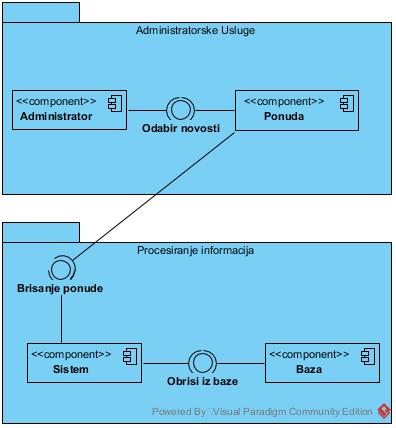 Administratorske Usluge
<<component>>
Administrator
<<component>>
Ponuda
Odabir novosti
Procesiranje informacija
Brisanje ponude
<<component>>
Sistem
<<component>>
Baza
Obrisi iz baze
Powered By Visual Paradigm Community Edition